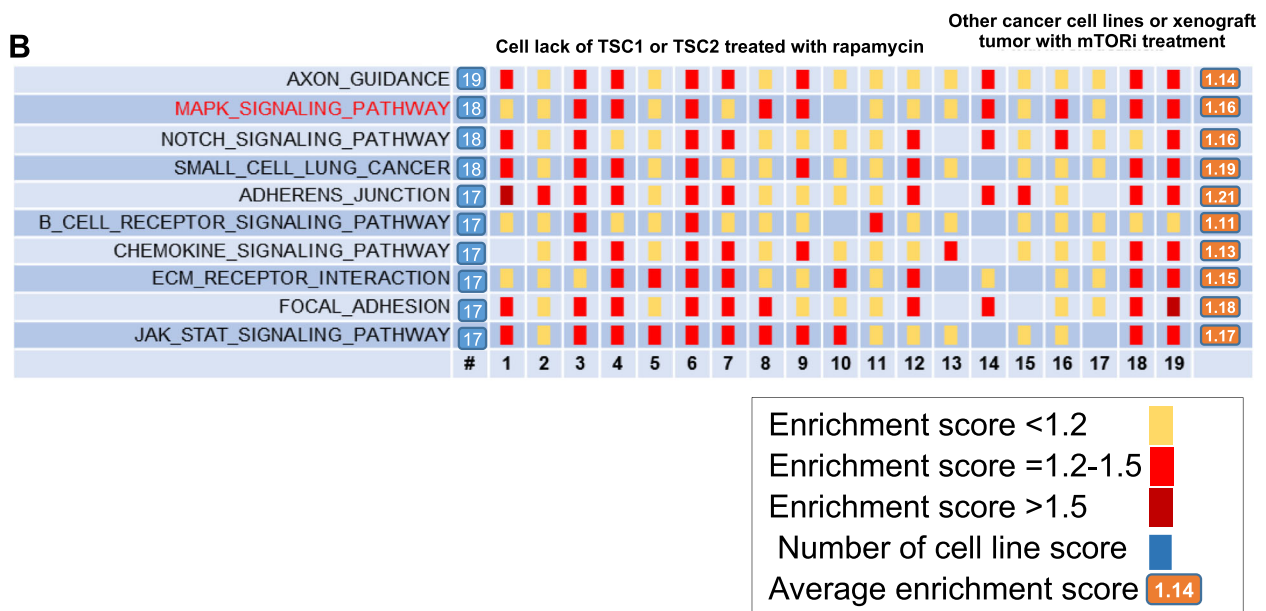 B
Cell lack of TSC1 or TSC2 treated with rapamycin
Other cancer cell lines or xenograft
tumor with mTORi treatment
AXON_GUIDANCE 19 1.14
MAPK_SIGNALING_PATHWAY 18 1.16
NOTCH_SIGNALING_PATHWAY 18 1.16
SMALL_CELL_LUNG_CANCER 18 1.19
ADHERENS_JUNCTION 17 1.21
B_CELL_RECEPTOR_SIGNALING_PATHWAY 17 1.11
CHEMOKINE_SIGNALING_PATHWAY 17 1.13
ECM_RECEPTOR_INTERACTION 17 1.15
FOCAL_ADHESION 17 1.18
JAK_STAT_SIGNALING_PATHWAY 17 1.17
# 1 2 3 4 5 6 7 8 9 10 11 12 13 14 15 16 17 18 19
Enrichment score <1.2
Enrichment score =1.2-1.5
Enrichment score >1.5
Number of cell line score
Average enrichment score 1.14